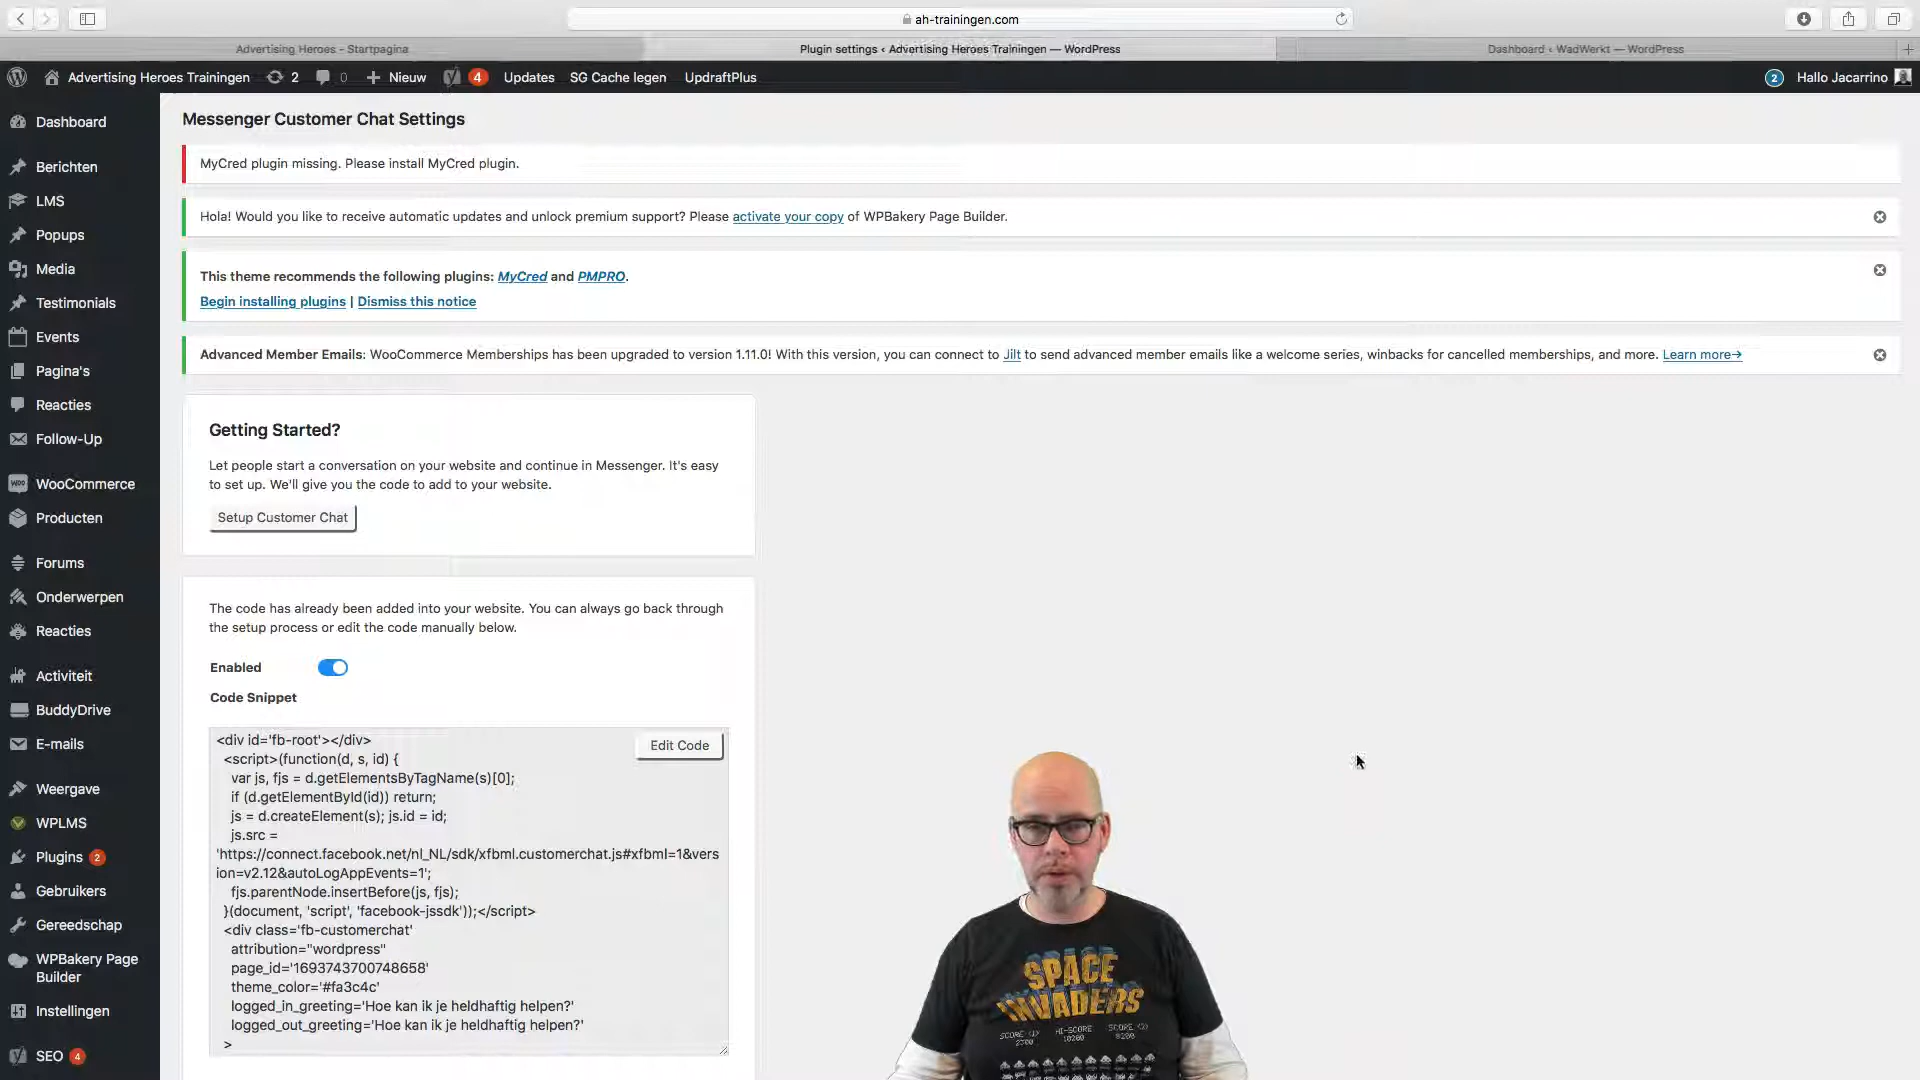 ah-trainingen.com
Advertising Heroes - Startpagina
Plugin settings ‹ Advertising Heroes Trainingen — WordPress
Dashboard ‹ WadWerkt — WordPress
Advertising Heroes Trainingen 2 0 Nieuw 4 Updates SG Cache legen UpdraftPlus 2 Hallo Jacarrino
Dashboard
Berichten
LMS
Popups
Media
Testimonials
Events
Pagina's
Reacties
Follow-Up
WooCommerce
Producten
Forums
Onderwerpen
Reacties
Activiteit
BuddyDrive
E-mails
Weergave
WPLMS
Plugins 2
Gebruikers
Gereedschap
WPBakery Page
Builder
Instellingen
SEO 4
Messenger Customer Chat Settings
MyCred plugin missing. Please install MyCred plugin.
Hola! Would you like to receive automatic updates and unlock premium support? Please activate your copy of WPBakery Page Builder.
This theme recommends the following plugins: MyCred and PMPRO.
Begin installing plugins | Dismiss this notice
Advanced Member Emails: WooCommerce Memberships has been upgraded to version 1.11.0! With this version, you can connect to Jilt to send advanced member emails like a welcome series, winbacks for cancelled memberships, and more. Learn more→
Getting Started?
Let people start a conversation on your website and continue in Messenger. It's easy
to set up. We'll give you the code to add to your website.
Setup Customer Chat
The code has already been added into your website. You can always go back through
the setup process or edit the code manually below.
Enabled
Code Snippet
Edit Code
<div id='fb-root'></div>
<script>(function(d, s, id) {
var js, fjs = d.getElementsByTagName(s)[0];
if (d.getElementById(id)) return;
js = d.createElement(s); js.id = id;
js.src =
'https://connect.facebook.net/nl_NL/sdk/xfbml.customerchat.js#xfbml=1&vers
ion=v2.12&autoLogAppEvents=1';
fjs.parentNode.insertBefore(js, fjs);
}(document, 'script', 'facebook-jssdk'));</script>
<div class='fb-customerchat'
attribution="wordpress"
page_id='1693743700748658'
theme_color='#fa3c4c'
logged_in_greeting='Hoe kan ik je heldhaftig helpen?'
logged_out_greeting='Hoe kan ik je heldhaftig helpen?'
>
SPACE
INVADERS
HI-SCORE